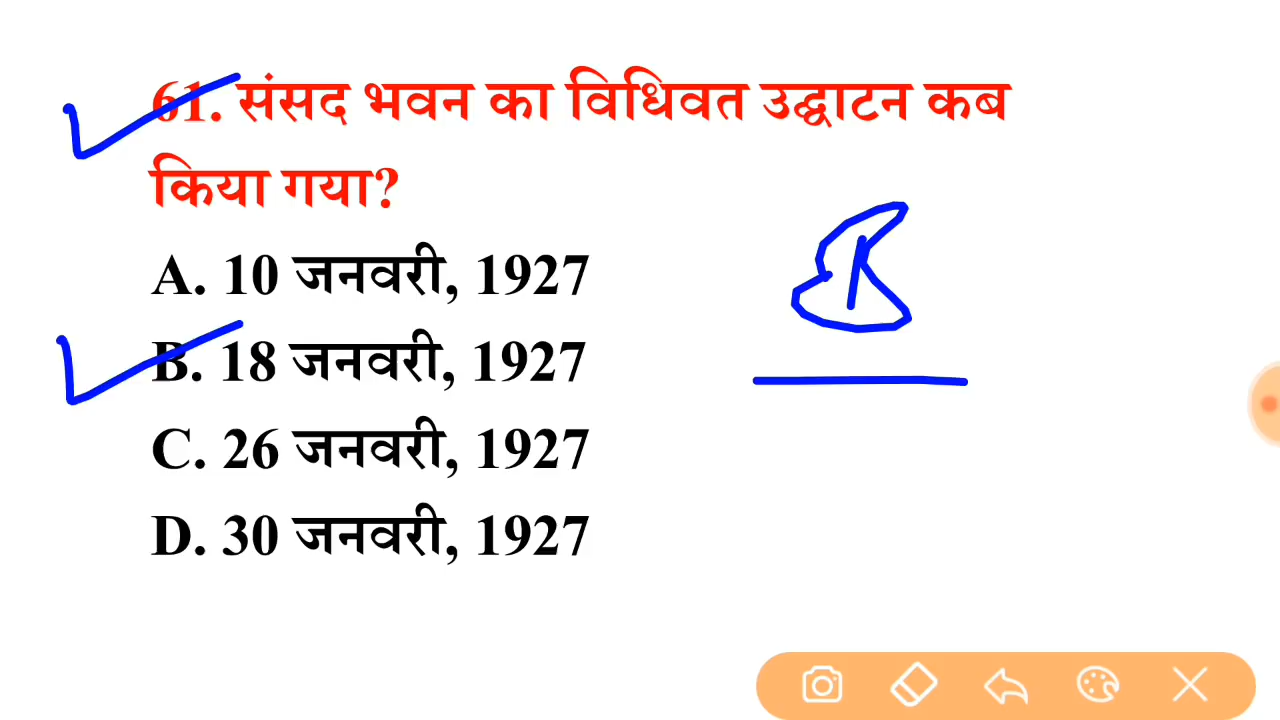 61. संसद भवन का विधिवत उद्घाटन कब
किया गया?
A. 10 जनवरी, 1927
B. 18 जनवरी, 1927
C. 26 जनवरी, 1927
D. 30 जनवरी, 1927